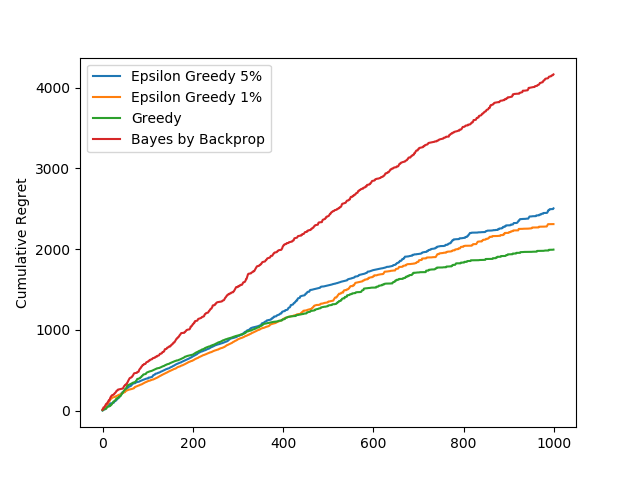 Epsilon Greedy 5%
Epsilon Greedy 1%
Greedy
Bayes by Backprop
Cumulative Regret
4000
3000
2000
1000
0
0 200 400 600 800 1000